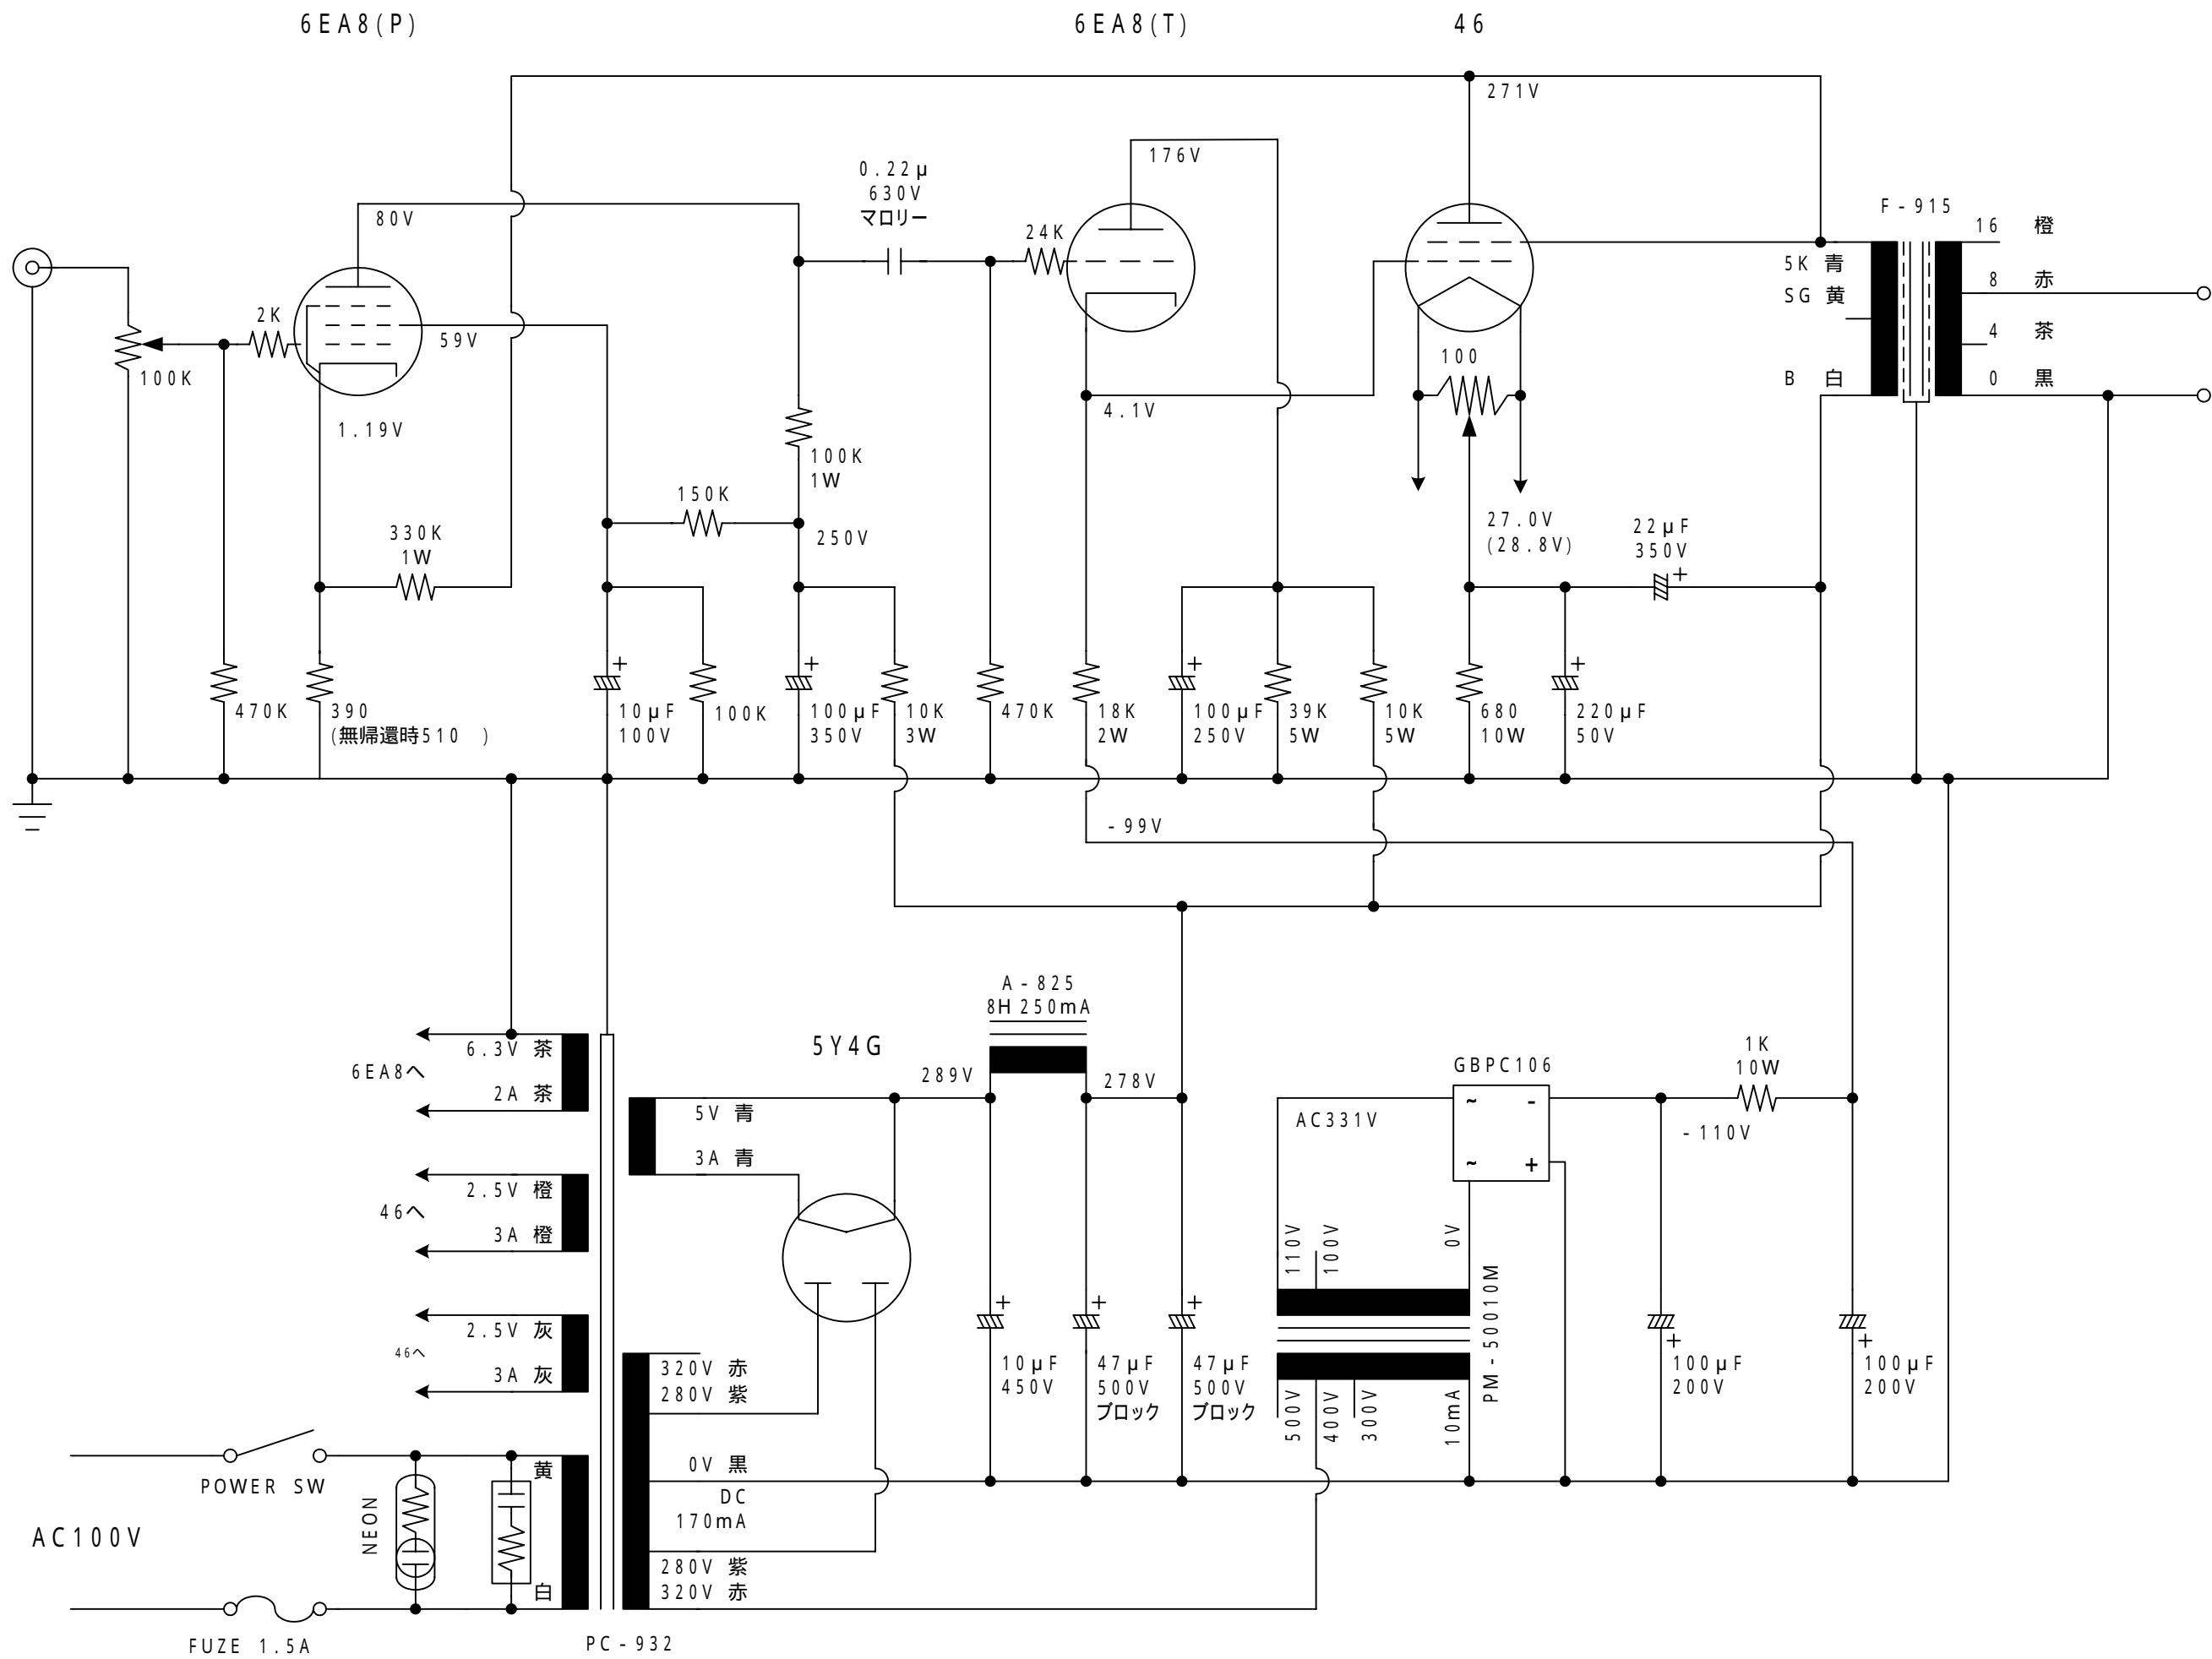 6EA8(P)
6EA8(T)
46
271V
176V
0.22μ
630V
マロリー
80V
F-915
16 橙
24K
5K 青
8 赤
SG 黄
2K
59V
4 茶
100
100K
B 白
0 黒
4.1V
1.19V
100K
1W
150K
27.0V
(28.8V)
22μF
350V
250V
330K
1W
470K
390
(無帰還時510 )
10μF
100V
100K
100μF
350V
10K
3W
470K
18K
2W
100μF
250V
39K
5W
10K
5W
680
10W
220μF
50V
-99V
A-825
8H 250mA
5Y4G
6.3V 茶
6EA8へ
2A 茶
289V
278V
GBPC106
1K
10W
~ -
~ +
5V 青
3A 青
AC331V
-110V
2.5V 橙
46へ
3A 橙
110V
100V
0V
PM-50010M
2.5V 灰
46へ
3A 灰
320V 赤
280V 紫
10μF
450V
47μF
500V
ブロック
47μF
500V
ブロック
500V
400V
300V
10mA
100μF
200V
100μF
200V
POWER SW
黄
0V 黒
DC
170mA
NEON
AC100V
280V 紫
320V 赤
白
FUZE 1.5A
PC-932